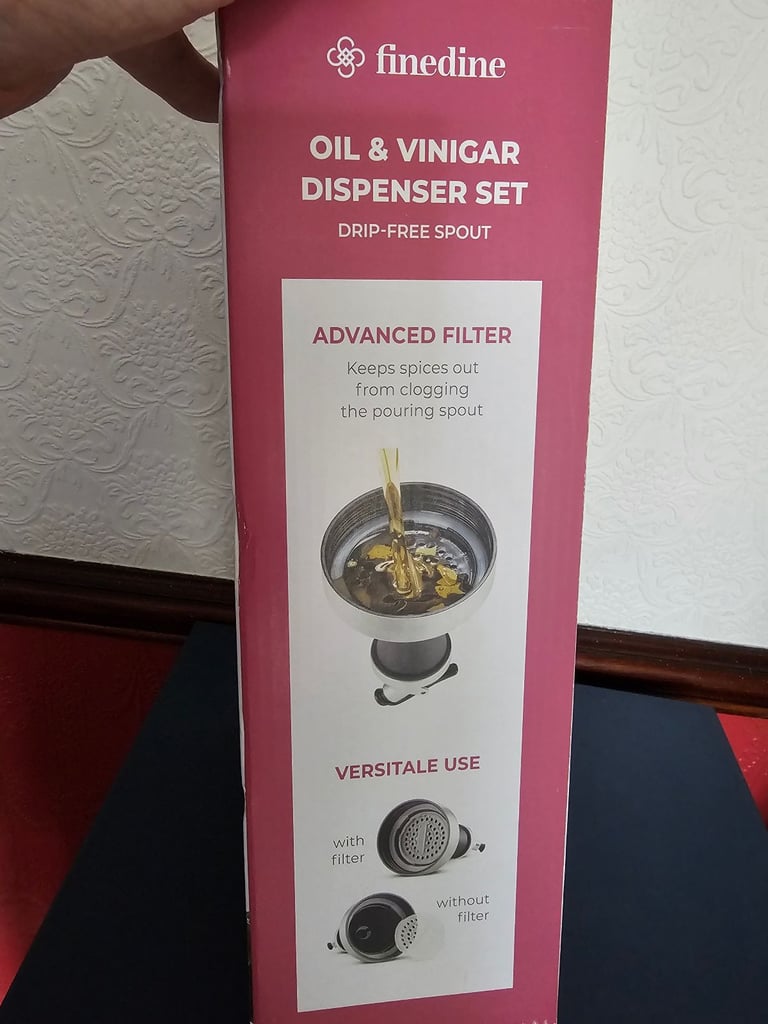 finedine
OIL & VINIGAR
DISPENSER SET
DRIP-FREE SPOUT
ADVANCED FILTER
Keeps spices out
from clogging
the pouring spout
VERSITALE USE
with
filter
without
filter